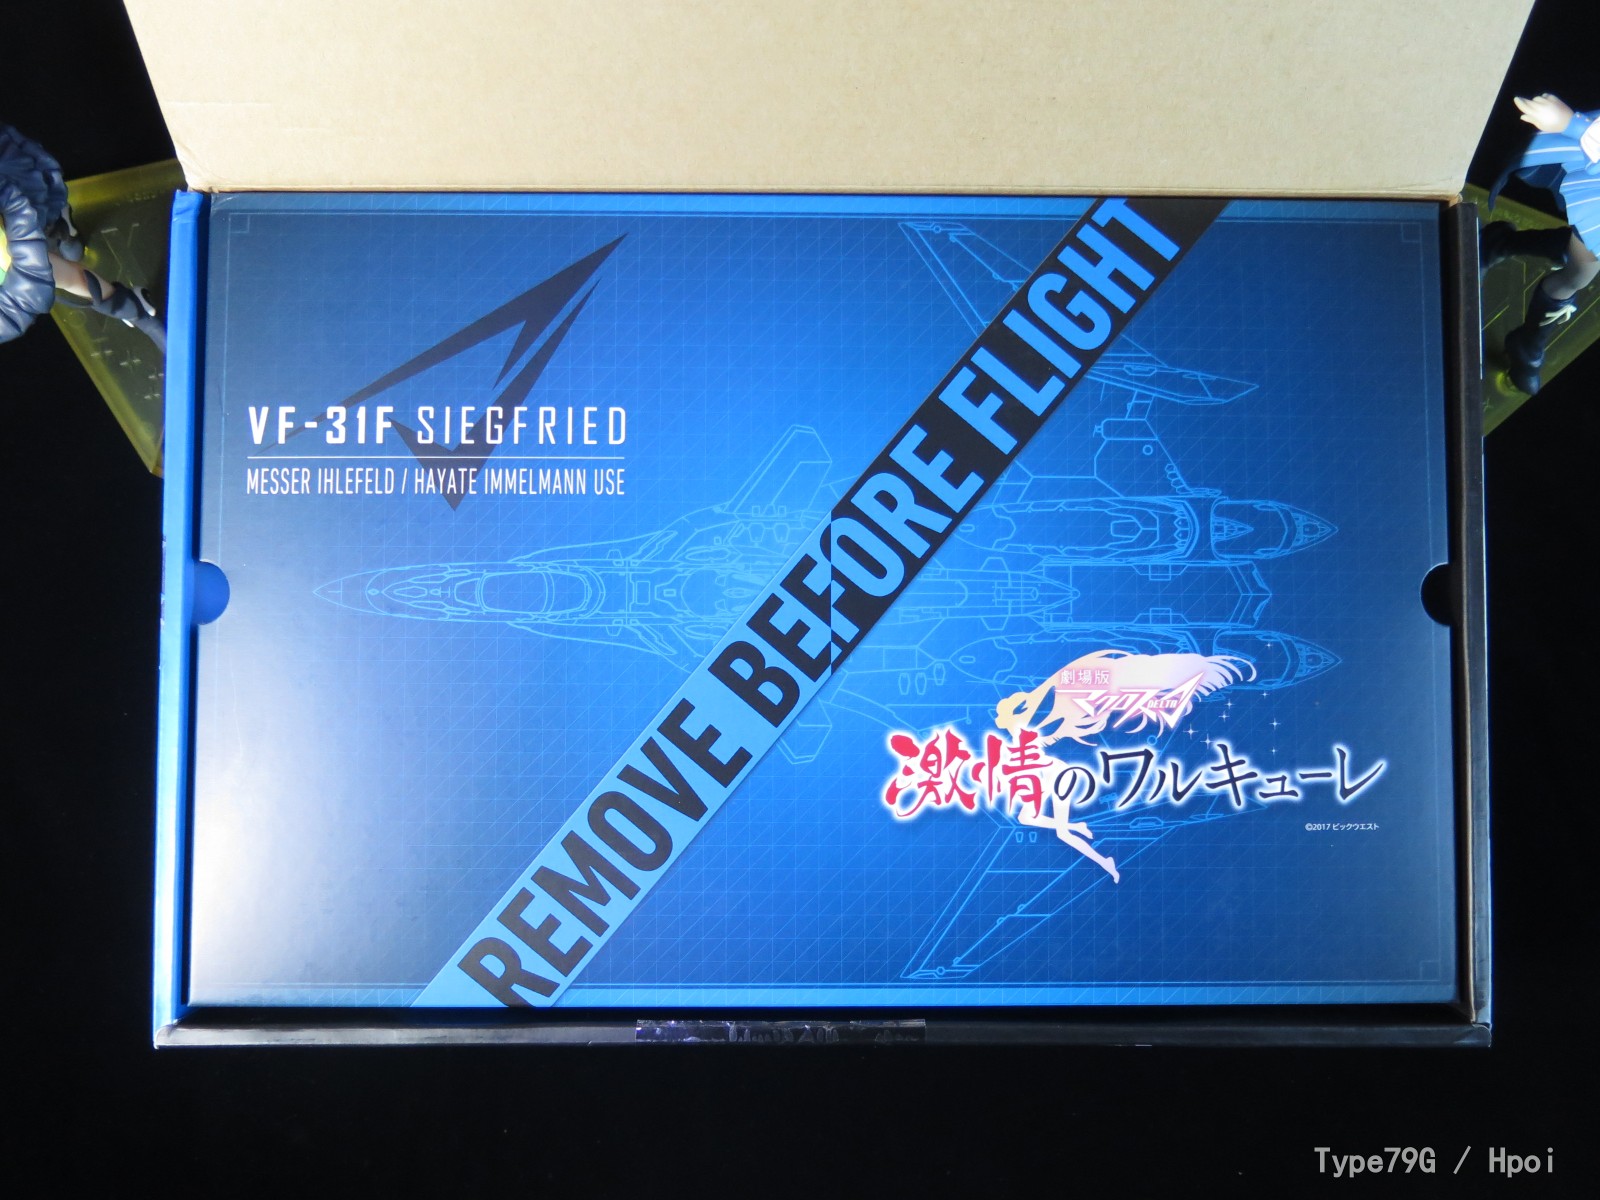 VF-31F SIEGFRIED
MESSER IHLEFELD / HAYATE IMMELMANN USE
REMOVE BEFORE FLIGHT
劇場版
マクロスΔ
DELTA
激情のワルキューレ
©2017 ビックウエスト
Type79G / Hpoi